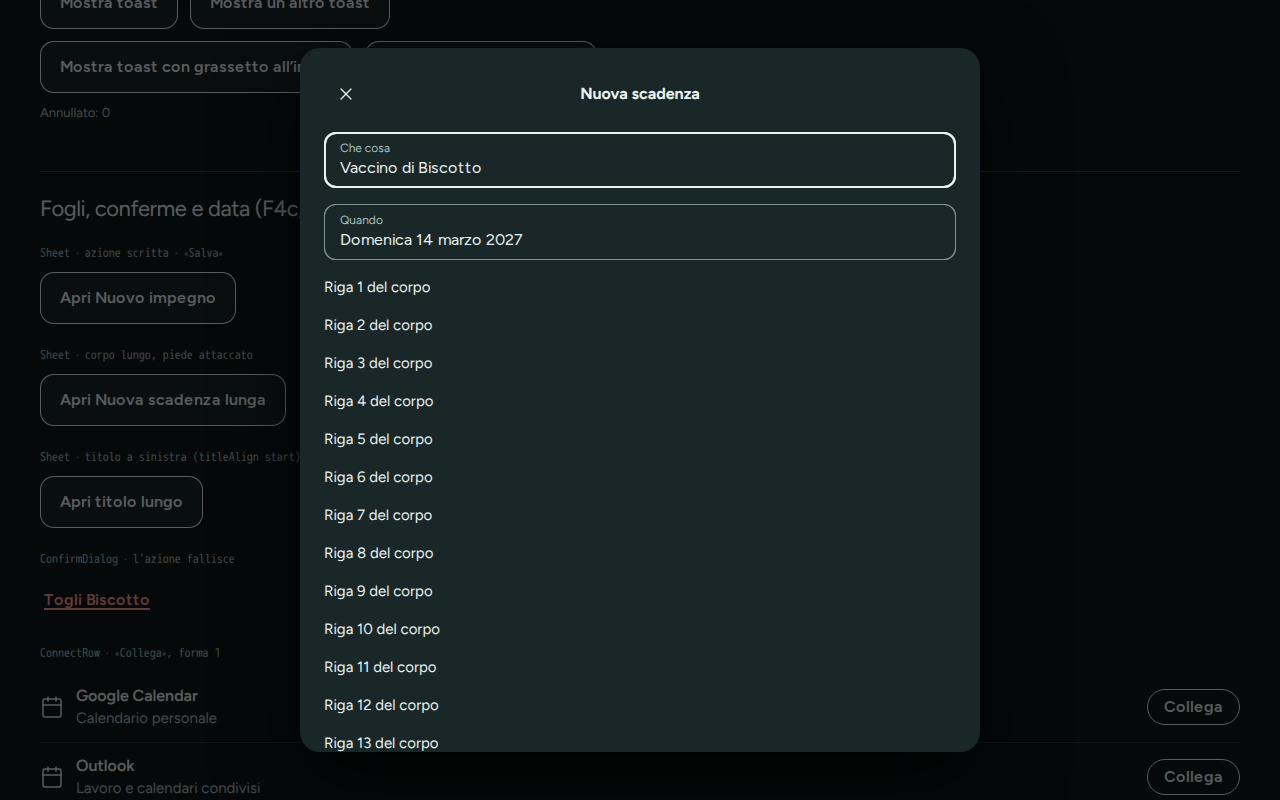 Mostra toast
Mostra un altro toast
Mostra toast con grassetto all'i
Annullato: 0
Nuova scadenza
Che cosa
Vaccino di Biscotto
Quando
Domenica 14 marzo 2027
Riga 1 del corpo
Riga 2 del corpo
Riga 3 del corpo
Riga 4 del corpo
Riga 5 del corpo
Riga 6 del corpo
Riga 7 del corpo
Riga 8 del corpo
Riga 9 del corpo
Riga 10 del corpo
Riga 11 del corpo
Riga 12 del corpo
Riga 13 del corpo
Fogli, conferme e data (F4c,
Sheet · azione scritta · «Salva»
Apri Nuovo impegno
Sheet · corpo lungo, piede attaccato
Apri Nuova scadenza lunga
Sheet · titolo a sinistra (titleAlign start)
Apri titolo lungo
ConfirmDialog · l'azione fallisce
Togli Biscotto
ConnectRow · «Collega», forma 1
Google Calendar
Calendario personale
Collega
Outlook
Lavoro e calendari condivisi
Collega